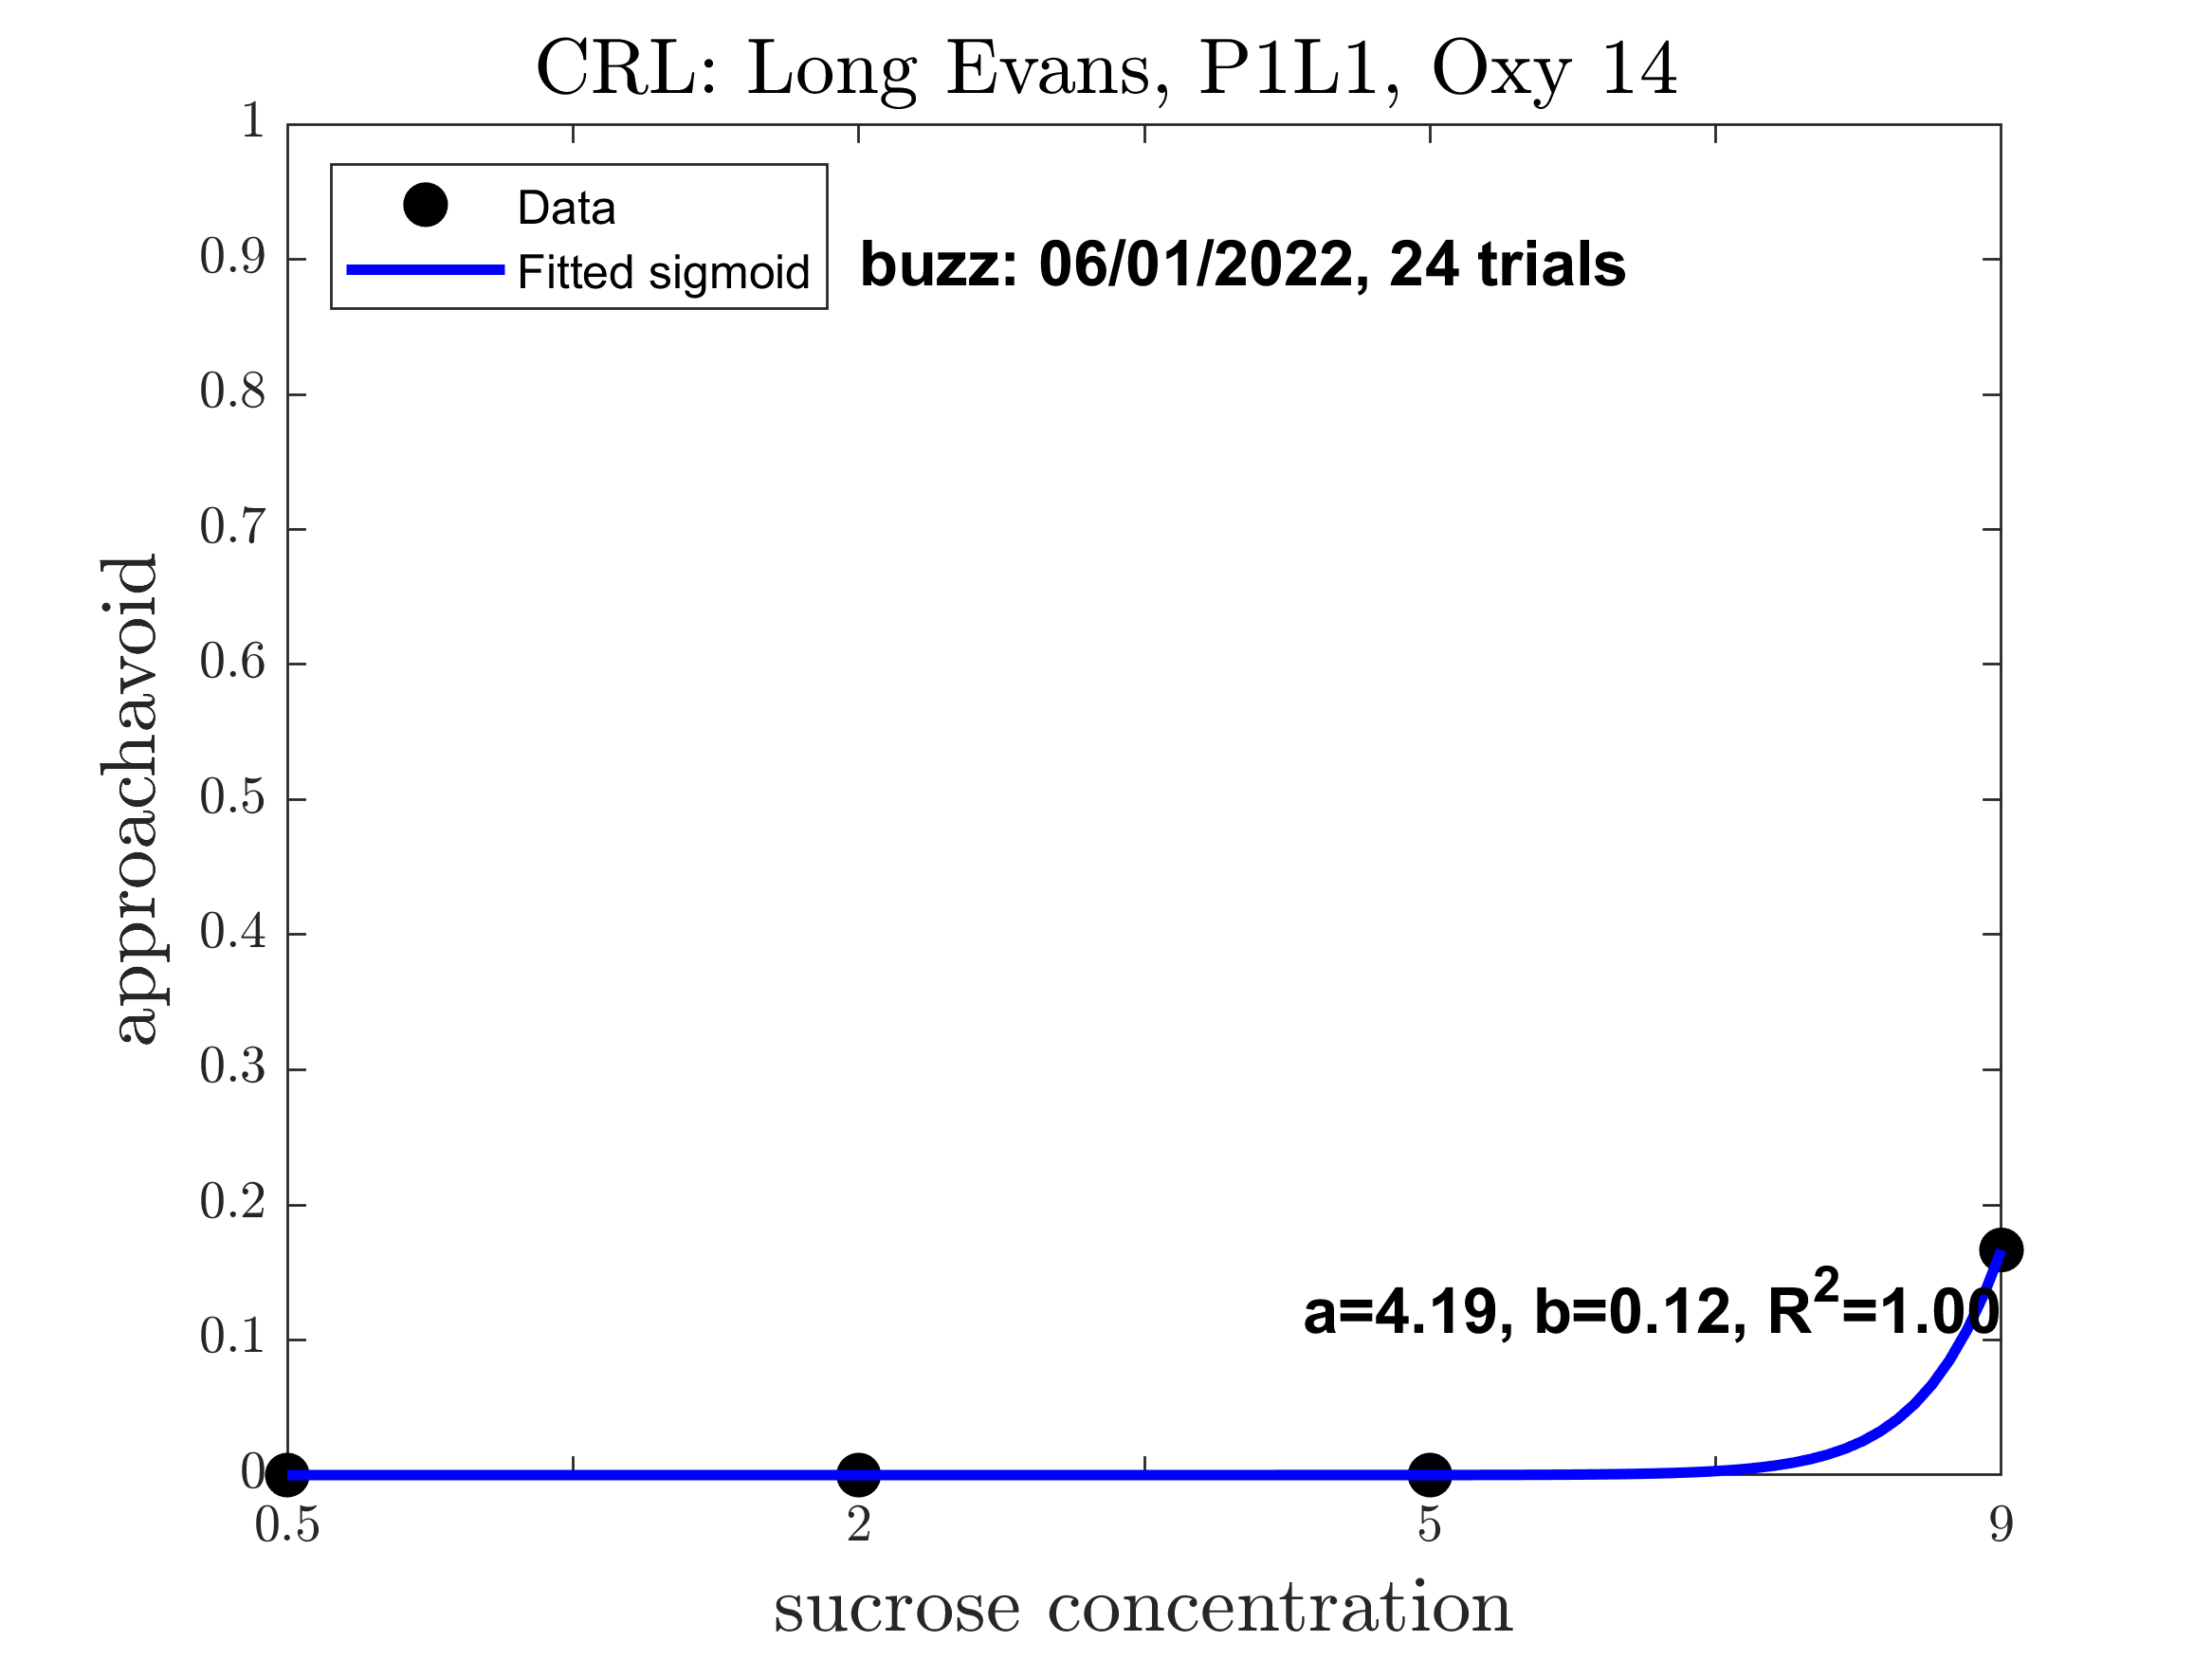 CRL: Long Evans, P1L1, Oxy 14
1
0.9
0.8
0.7
0.6
0.5
0.4
0.3
0.2
0.1
0
Data
Fitted sigmoid
buzz: 06/01/2022, 24 trials
approachavoid
a=4.19, b=0.12, R²=1.00
0.5 2 5 9
sucrose concentration